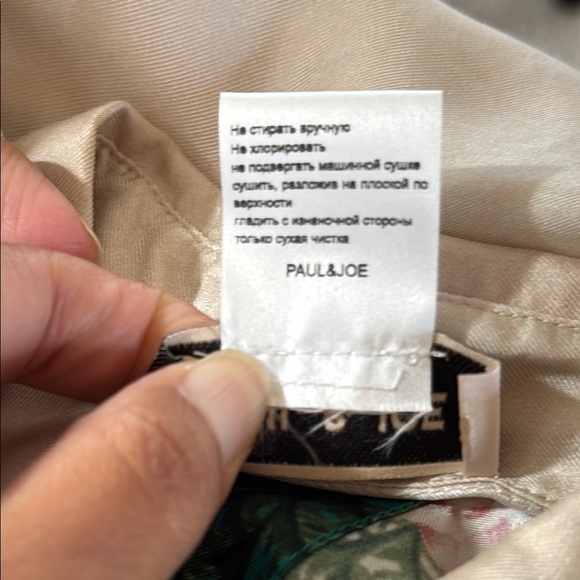 Не стирать вручную
Не хлорировать
не подвергать машинной сушке
сушить, разложив на плоской по
верхности
гладить с изнаночной стороны
только сухая чистка
PAUL&JOE
& JOE